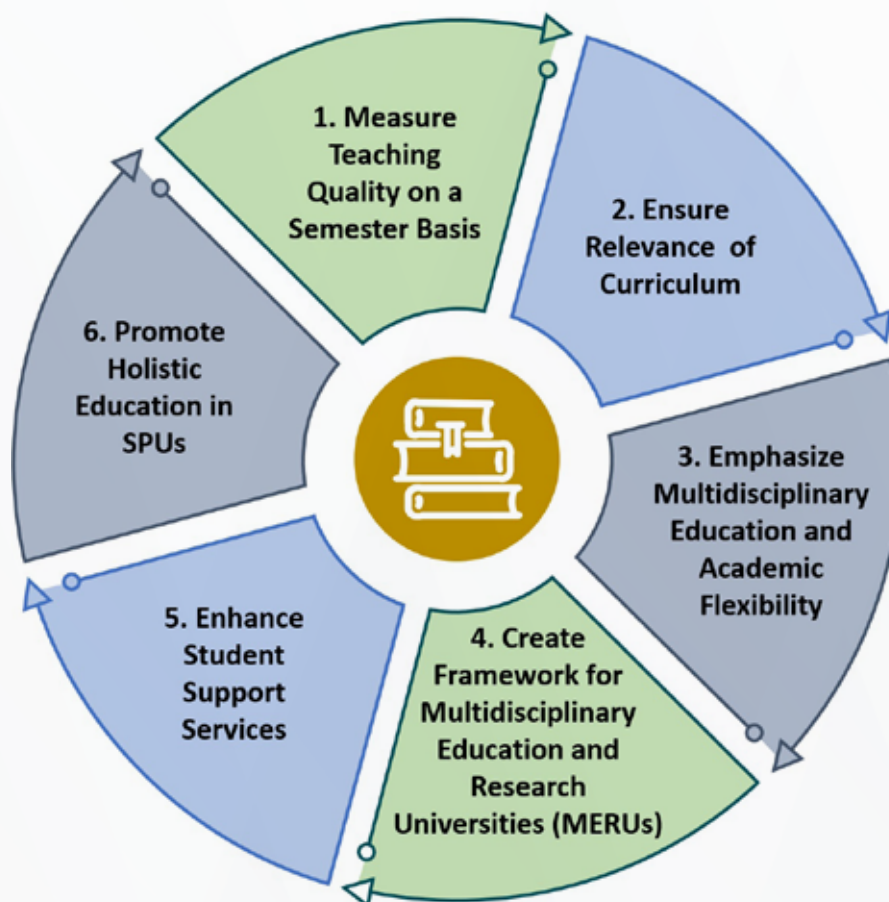 1. Measure
Teaching
Quality on a
Semester Basis
2. Ensure
Relevance of
Curriculum
3. Emphasize
Multidisciplinary
Education and
Academic
Flexibility
4. Create
Framework for
Multidisciplinary
Education and
Research
Universities (MERUs)
5. Enhance
Student
Support
Services
6. Promote
Holistic
Education in
SPUs